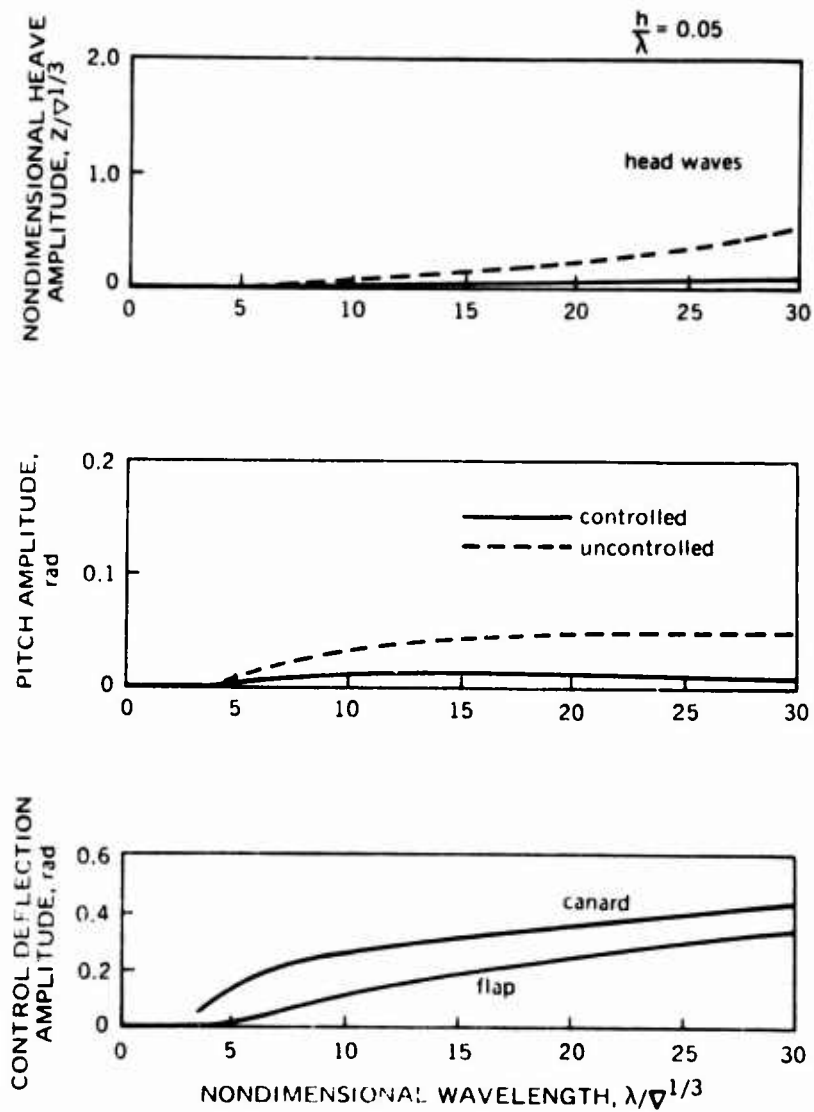 h/λ = 0.05
NONDIMENSIONAL HEAVE
AMPLITUDE, Z/∇^1/3
2.0
1.0
0
head waves
0 5 10 15 20 25 30
PITCH AMPLITUDE,
rad
0.2
0.1
0
controlled
uncontrolled
0 5 10 15 20 25 30
CONTROL DEFLECTION
AMPLITUDE, rad
0.6
0.4
0.2
0
canard
flap
0 5 10 15 20 25 30
NONDIMENSIONAL WAVELENGTH, λ/∇^1/3